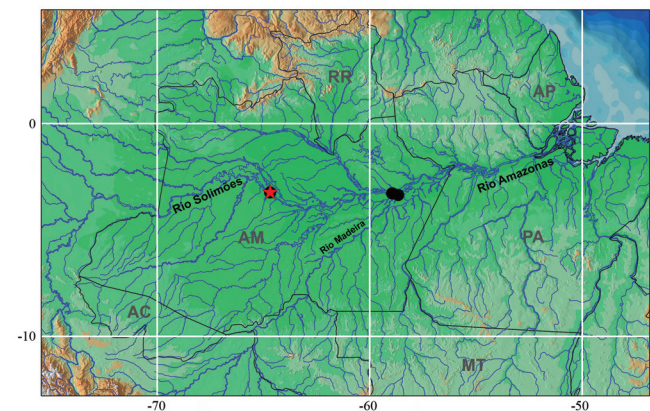 RR
AP
0
Rio Amazonas
Rio Solimões
AM
Rio Madeira
PA
AC
-10
MT
-70
-60
-50